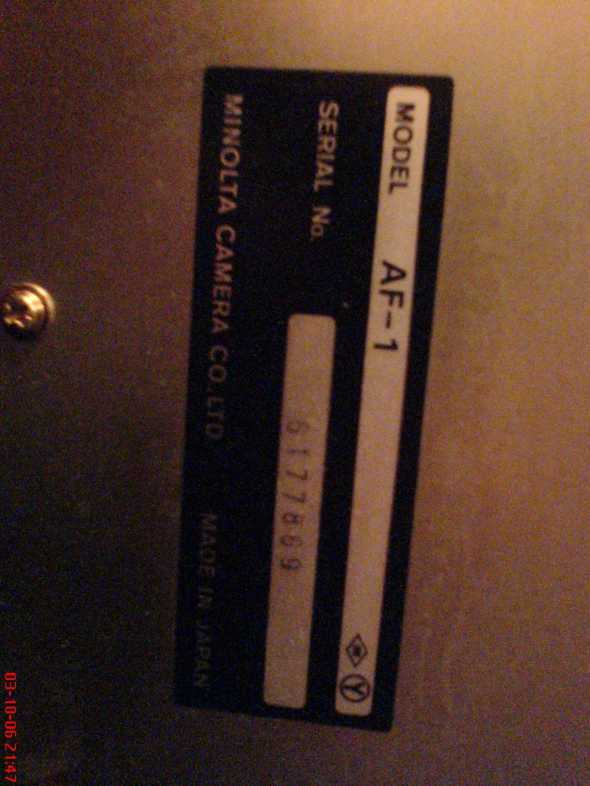 MODEL AF-1
SERIAL No. 6177869
MINOLTA CAMERA CO. LTD. MADE IN JAPAN
03-10-06 21:47